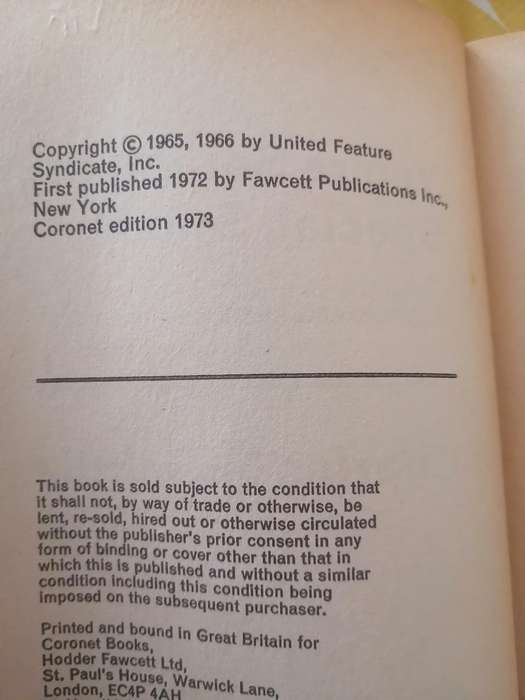 Copyright © 1965, 1966 by United Feature
Syndicate, Inc.
First published 1972 by Fawcett Publications Inc.,
New York
Coronet edition 1973
This book is sold subject to the condition that
it shall not, by way of trade or otherwise, be
lent, re-sold, hired out or otherwise circulated
without the publisher's prior consent in any
form of binding or cover other than that in
which this is published and without a similar
condition including this condition being
imposed on the subsequent purchaser.
Printed and bound in Great Britain for
Coronet Books,
Hodder Fawcett Ltd,
St. Paul's House, Warwick Lane,
London, EC4P 4AH